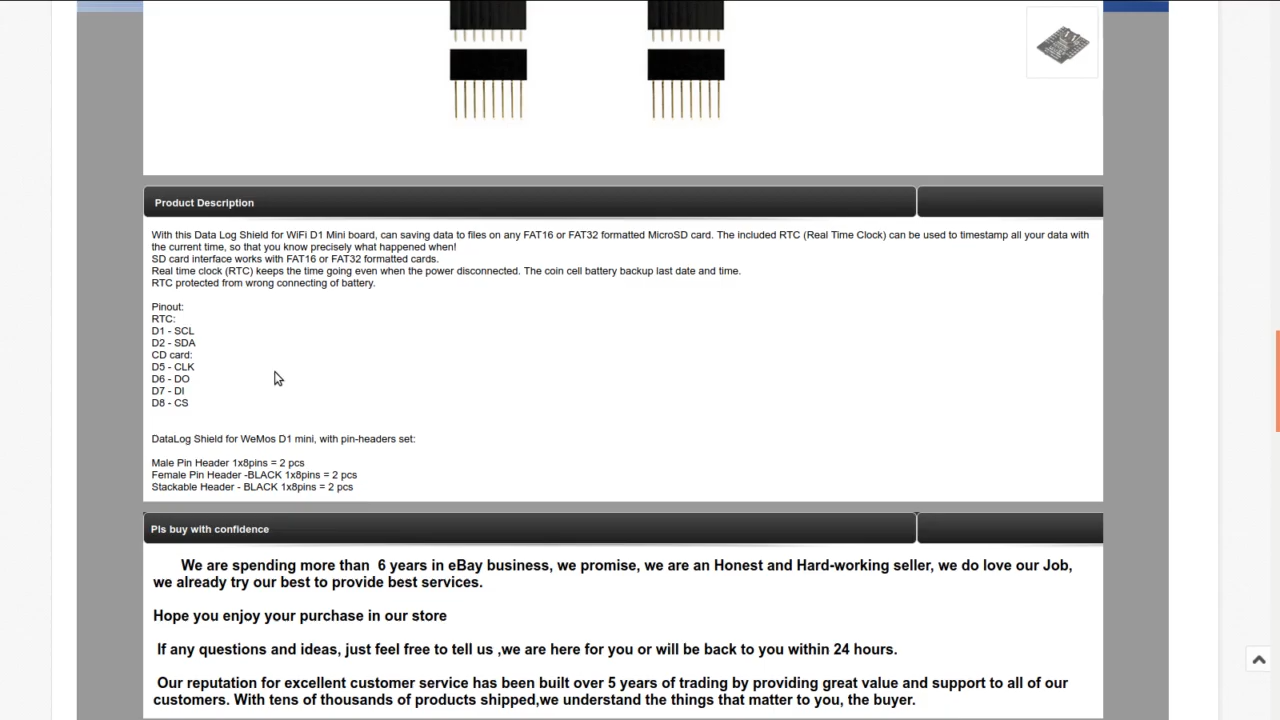 Product Description
With this Data Log Shield for WiFi D1 Mini board, can saving data to files on any FAT16 or FAT32 formatted MicroSD card. The included RTC (Real Time Clock) can be used to timestamp all your data with
the current time, so that you know precisely what happened when!
SD card interface works with FAT16 or FAT32 formatted cards.
Real time clock (RTC) keeps the time going even when the power disconnected. The coin cell battery backup last date and time.
RTC protected from wrong connecting of battery.
Pinout:
RTC:
D1 - SCL
D2 - SDA
CD card:
D5 - CLK
D6 - DO
D7 - DI
D8 - CS
DataLog Shield for WeMos D1 mini, with pin-headers set:
Male Pin Header 1x8pins = 2 pcs
Female Pin Header -BLACK 1x8pins = 2 pcs
Stackable Header - BLACK 1x8pins = 2 pcs
Pls buy with confidence
We are spending more than  6 years in eBay business, we promise, we are an Honest and Hard-working seller, we do love our Job,
we already try our best to provide best services.
Hope you enjoy your purchase in our store
If any questions and ideas, just feel free to tell us ,we are here for you or will be back to you within 24 hours.
Our reputation for excellent customer service has been built over 5 years of trading by providing great value and support to all of our
customers. With tens of thousands of products shipped,we understand the things that matter to you, the buyer.